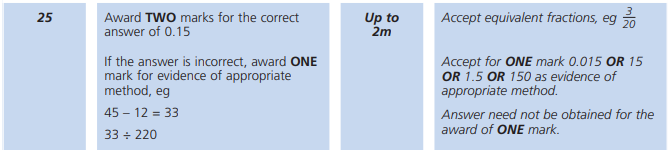 25
Award TWO marks for the correct
answer of 0.15
If the answer is incorrect, award ONE
mark for evidence of appropriate
method, eg
45 – 12 = 33
33 ÷ 220
Up to
2m
Accept equivalent fractions, eg 3/20
Accept for ONE mark 0.015 OR 15
OR 1.5 OR 150 as evidence of
appropriate method.
Answer need not be obtained for the
award of ONE mark.